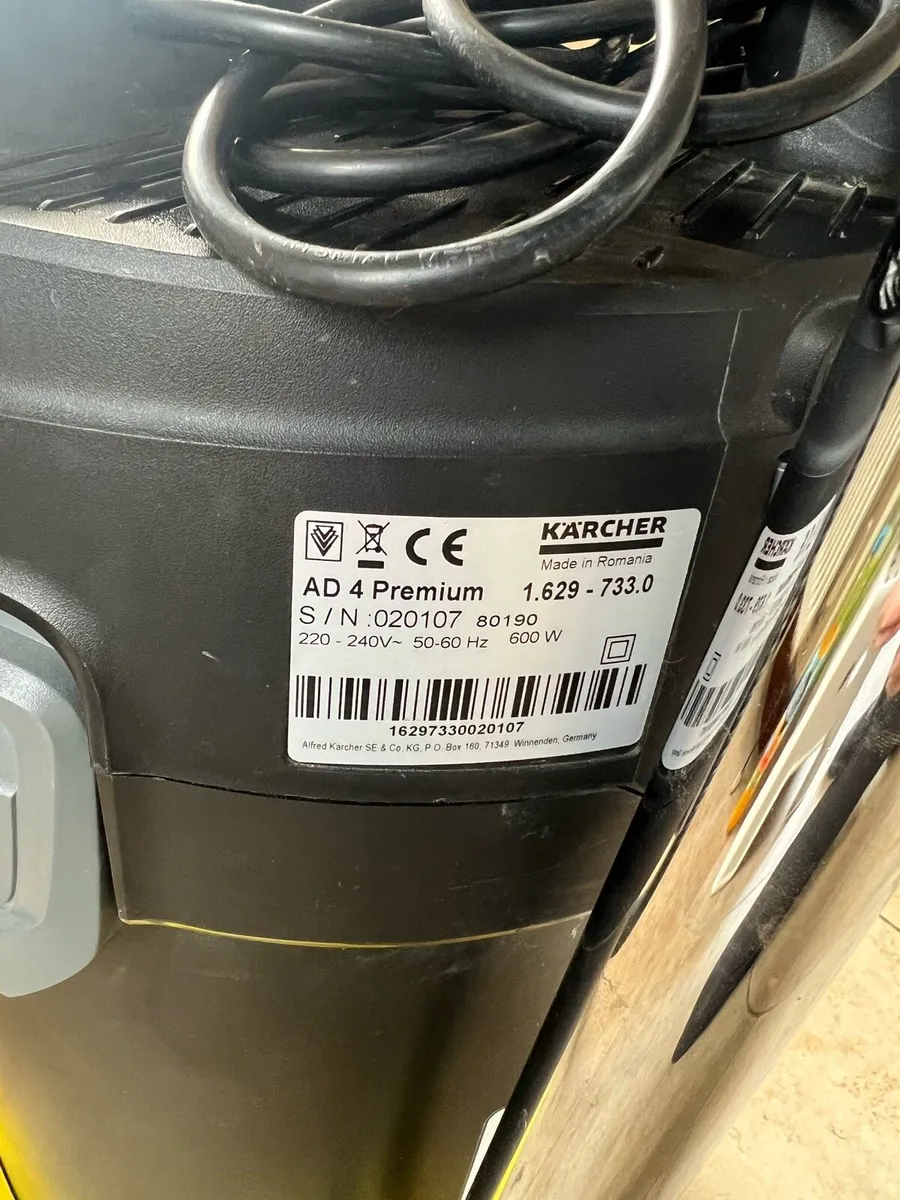 KÄRCHER
Made in Romania
AD 4 Premium 1.629 - 733.0
S / N :020107 80190
220 - 240V~ 50-60 Hz 600 W
16297330020107
Alfred Karcher SE & Co. KG, P.O. Box 160, 71349 Winnenden, Germany